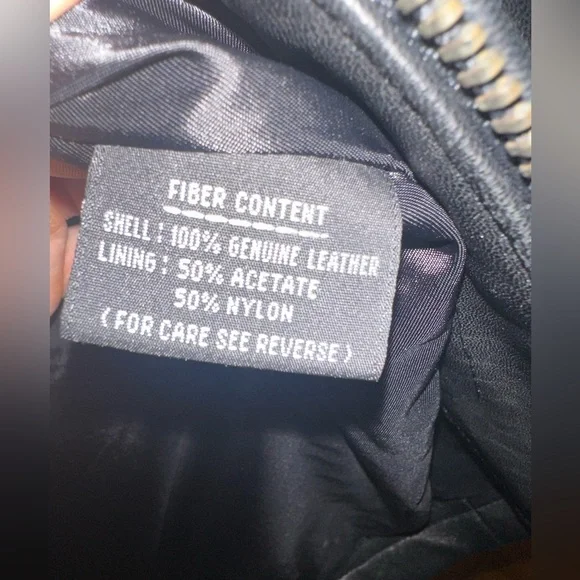 FIBER CONTENT
SHELL : 100% GENUINE LEATHER
LINING : 50% ACETATE
50% NYLON
(FOR CARE SEE REVERSE)